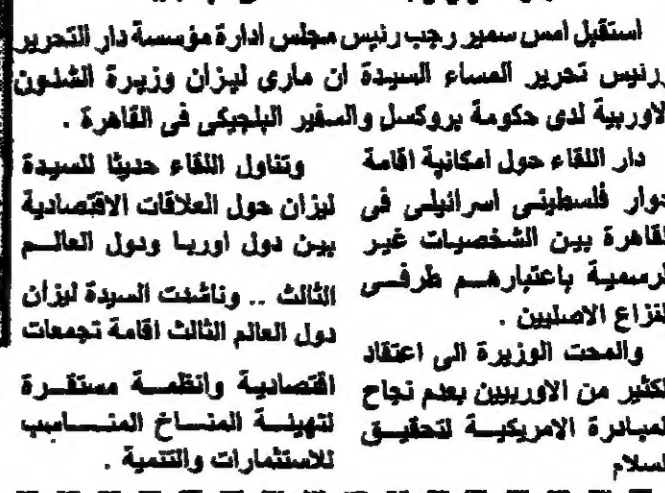 استقبل امس سمير رجب رئيس مجلس ادارة مؤسسة دار التحرير
ورئيس تحرير المساء السيدة ان مارى ليزان وزيرة الشئون
الاوربية لدى حكومة بروكسل والسفير البلجيكى فى القاهرة .
دار اللقاء حول امكانية اقامة
حوار فلسطينى اسرائيلى فى
القاهرة بين الشخصيات غير
الرسمية باعتبارهم طرفى
النزاع الاصليين .
والمحت الوزيرة الى اعتقاد
الكثير من الاوربيين بعدم نجاح
المبادرة الامريكية لتحقيق
السلام
وتناول اللقاء حديثا للسيدة
ليزان حول العلاقات الاقتصادية
بين دول اوربا ودول العالم
الثالث .. وناشدت السيدة ليزان
دول العالم الثالث اقامة تجمعات
اقتصادية وانظمة مستقرة
لتهيئة المناخ المناسب
للاستثمارات والتنمية .